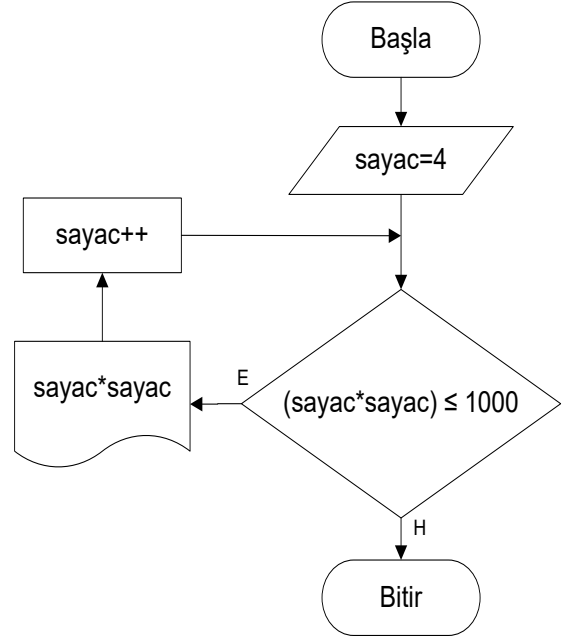 Başla
sayac=4
sayac++
sayac*sayac
E
(sayac*sayac) ≤ 1000
H
Bitir